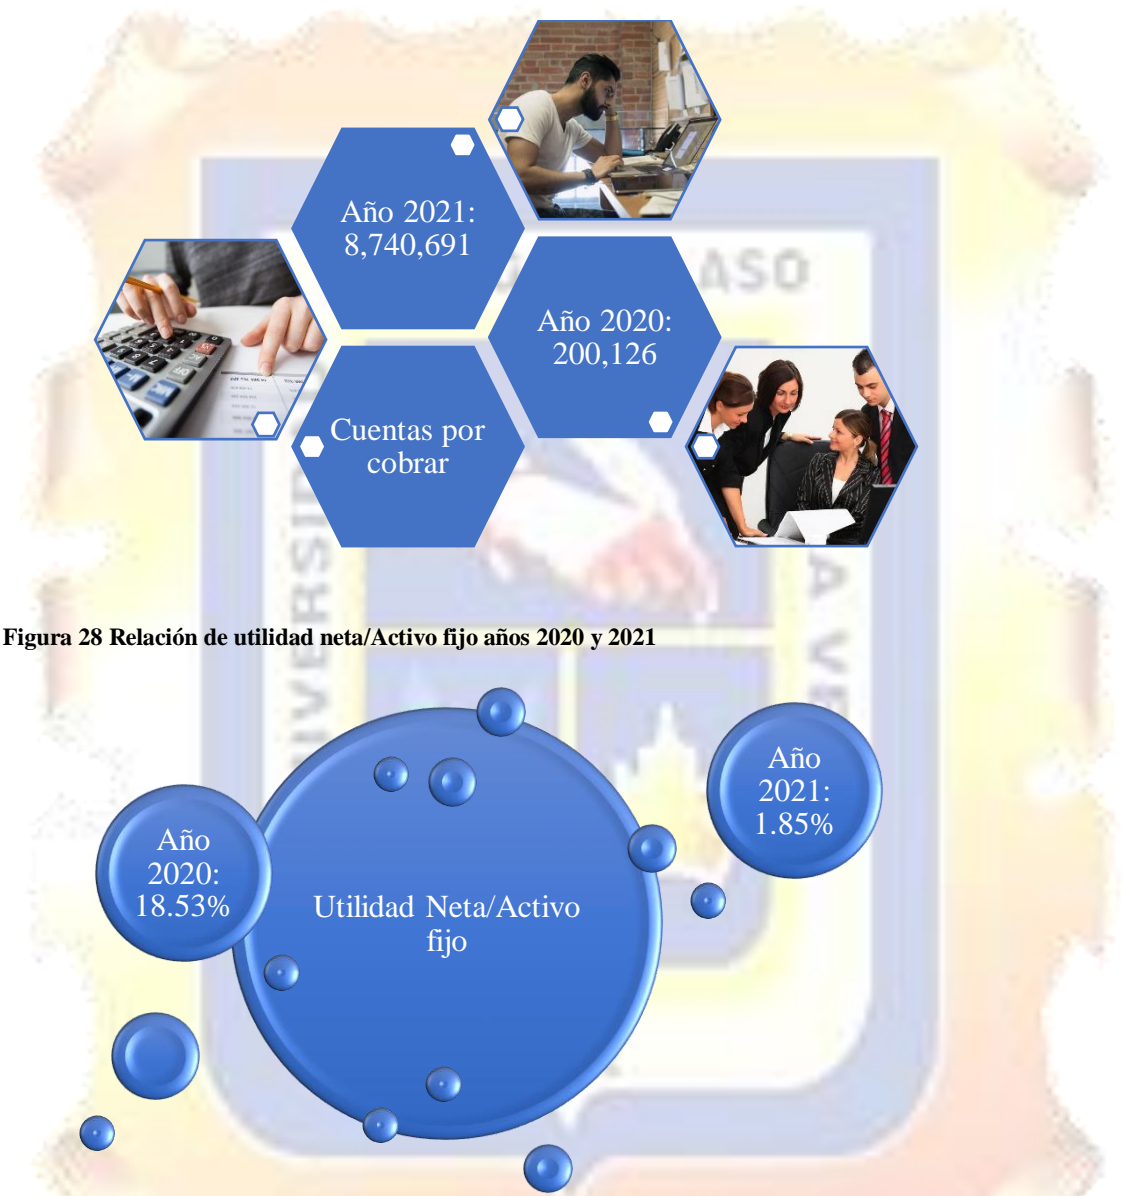 Año 2021:
8,740,691
Año 2020:
200,126
Cuentas por
cobrar
ASO
Figura 28 Relación de utilidad neta/Activo fijo años 2020 y 2021
Año
2021:
1.85%
Año
2020:
18.53%
Utilidad Neta/Activo
fijo